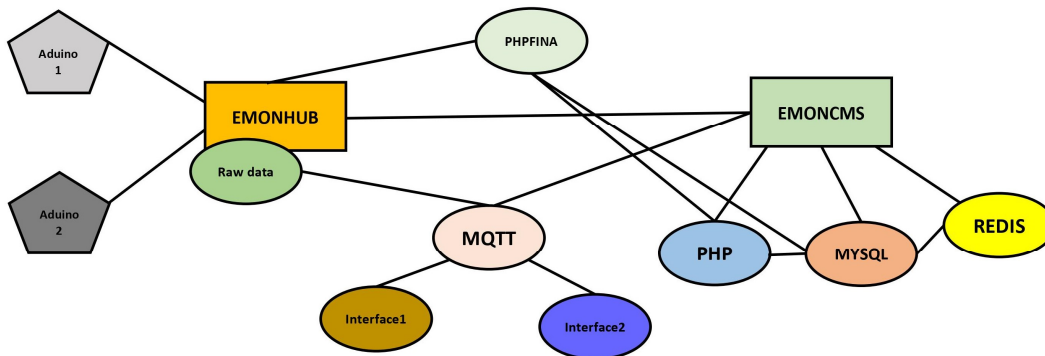 Aduino
1
PHPFINA
EMONHUB
EMONCMS
Raw data
Aduino
2
MQTT
PHP
MYSQL
REDIS
Interface1
Interface2